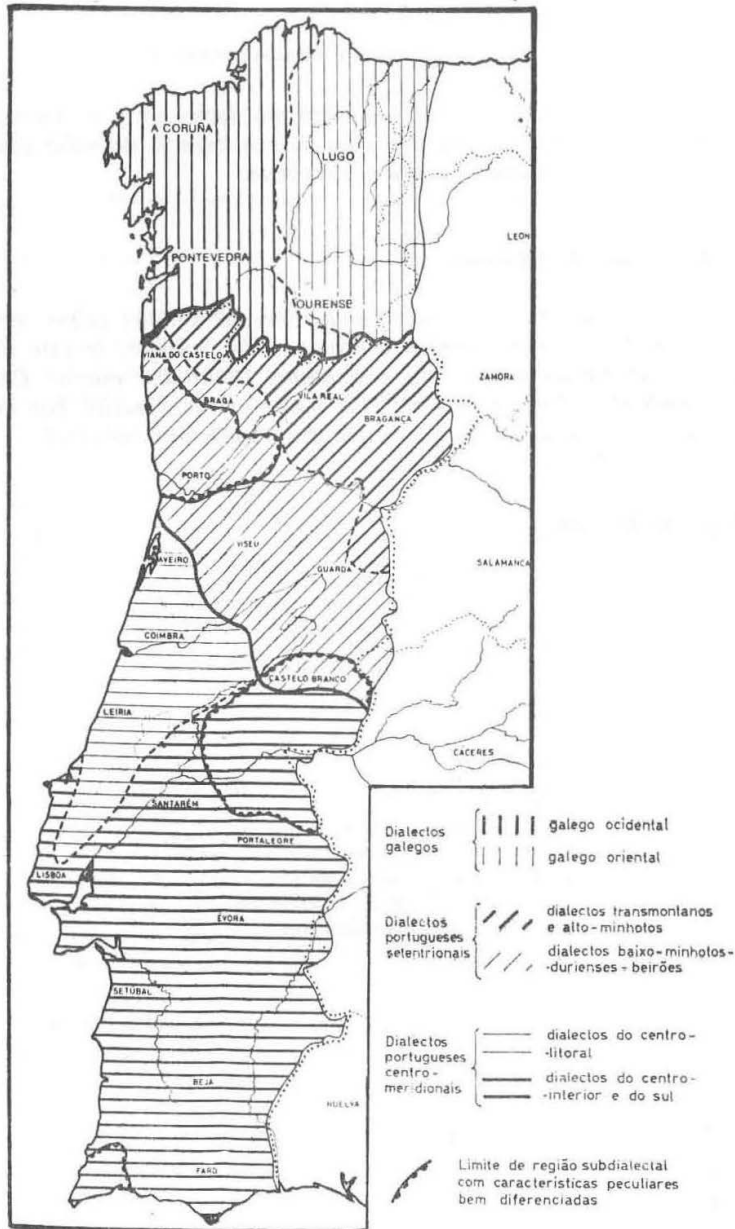 A CORUÑA
LUGO
LEON
PONTEVEDRA
OURENSE
VIANA DO CASTELO
ZAMORA
BRAGA
VILA REAL
BRAGANÇA
PORTO
VISEU
AVEIRO
GUARDA
SALAMANCA
COIMBRA
CASTELO BRANCO
LEIRIA
CÁCERES
SANTARÉM
PORTALEGRE
LISBOA
ÉVORA
SETÚBAL
BEJA
HUELVA
FARO
Dialectos
galegos
galego ocidental
galego oriental
Dialectos
portugueses
setentrionais
dialectos transmontanos
e alto-minhotos
dialectos baixo-minhotos-
-durienses-beirões
Dialectos
portugueses
centro-
meridionais
dialectos do centro-
-litoral
dialectos do centro-
-interior e do sul
Limite de região subdialectal
com características peculiares
bem diferenciadas